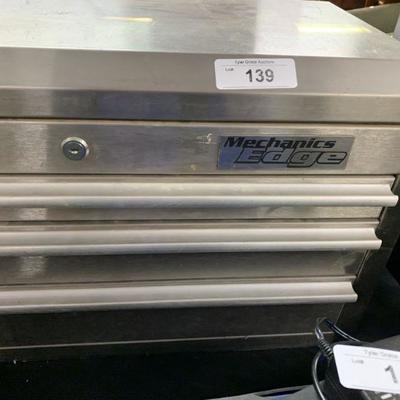 Tyler Grace Auctions
Lot# 139
Mechanics
Edge
Tyler Grace
Lot# 1